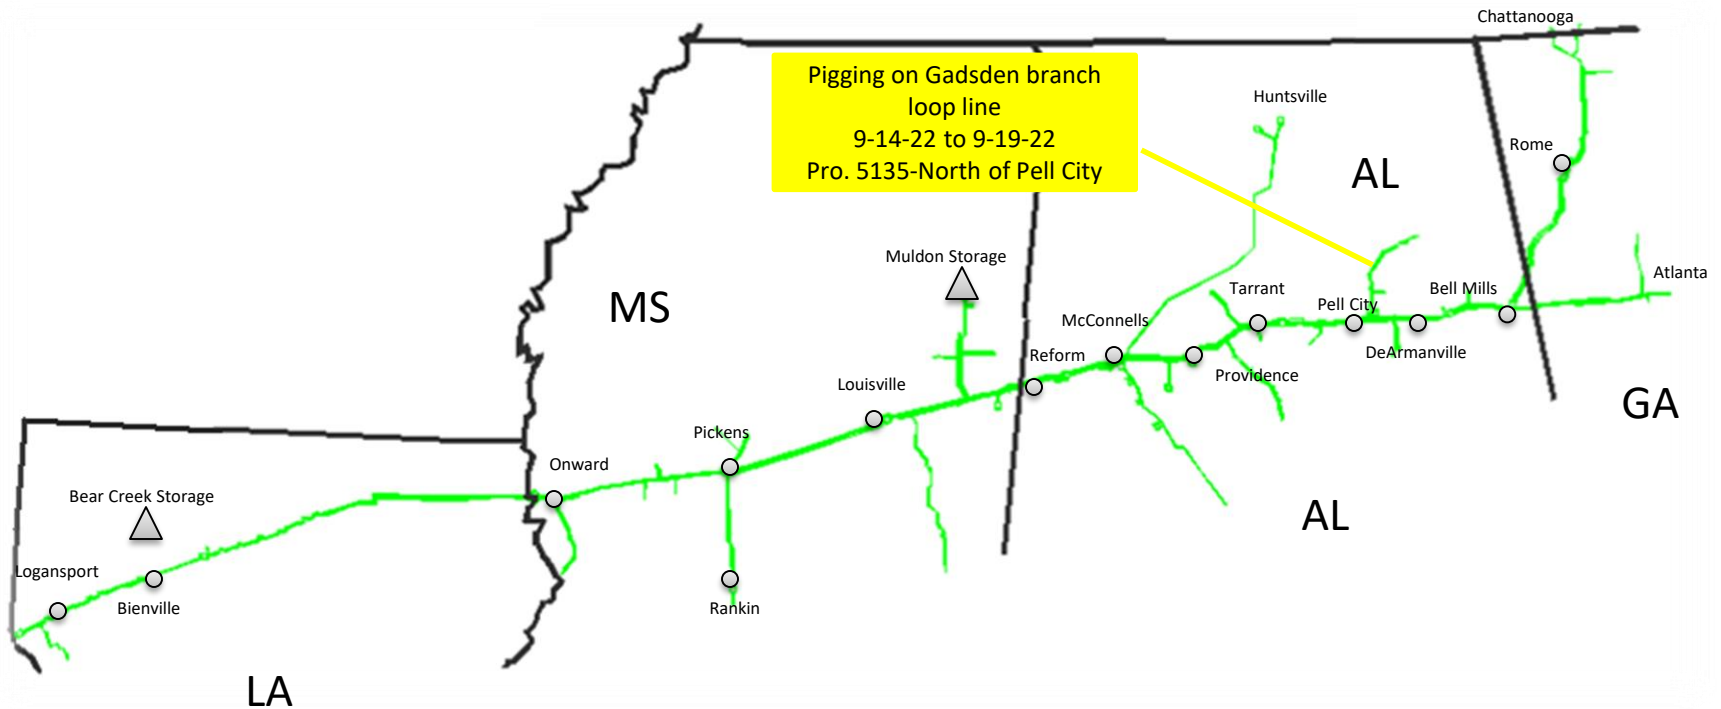 Chattanooga
Pigging on Gadsden branch
loop line
9-14-22 to 9-19-22
Pro. 5135-North of Pell City
Huntsville
Rome
AL
Muldon Storage
Atlanta
MS
Tarrant
Bell Mills
Pell City
McConnells
Reform
DeArmanville
Providence
Louisville
GA
Pickens
Onward
Bear Creek Storage
AL
Logansport
Bienville
Rankin
LA